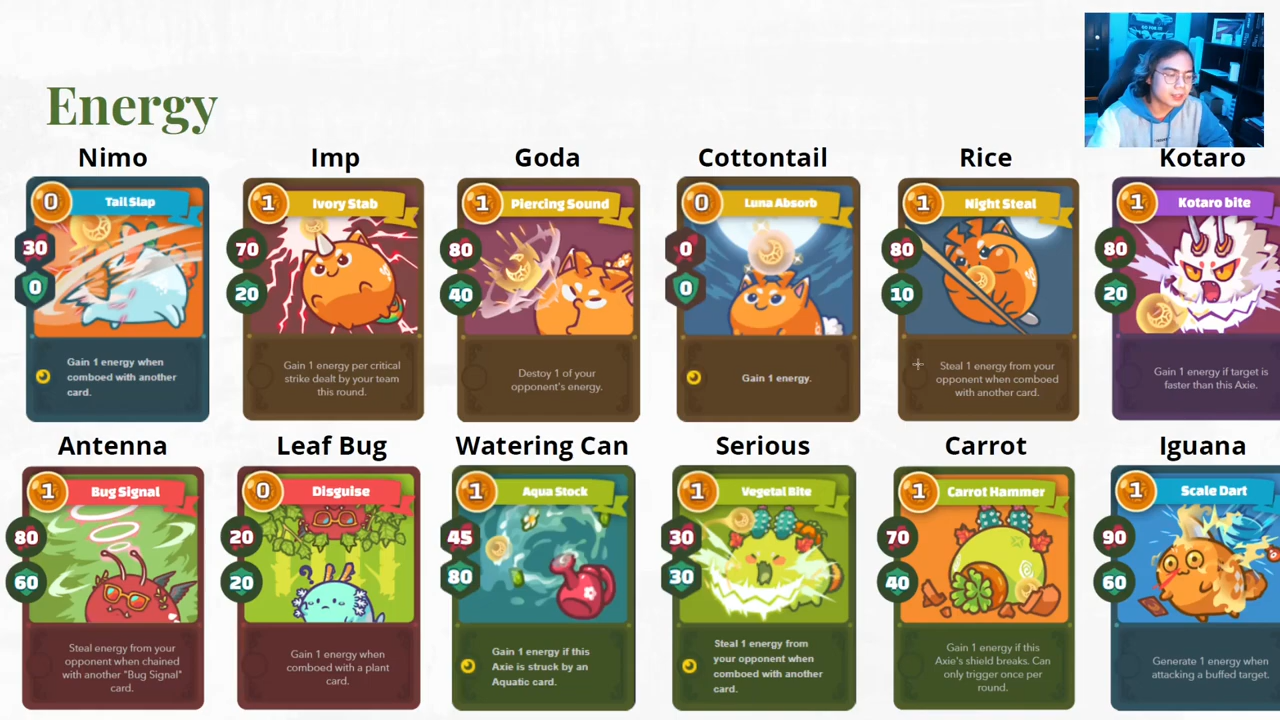 Energy
Nimo
Imp
Goda
Cottontail
Rice
Kotaro
0
Tail Slap
30
0
Gain 1 energy when
comboed with another
card.
1
Ivory Stab
70
20
Gain 1 energy per critical
strike dealt by your team
this round.
1
Piercing Sound
80
40
Destoy 1 of your
opponent's energy.
0
Luna Absorb
0
0
Gain 1 energy.
1
Night Steal
80
10
Steal 1 energy from your
opponent when comboed
with another card.
1
Kotaro bite
80
20
Gain 1 energy if target is
faster than this Axie.
Antenna
Leaf Bug
Watering Can
Serious
Carrot
Iguana
1
Bug Signal
80
60
Steal energy from your
opponent when chained
with another "Bug Signal"
card.
0
Disguise
20
20
Gain 1 energy when
comboed with a plant
card.
1
Aqua Stock
45
80
Gain 1 energy if this
Axie is struck by an
Aquatic card.
1
Vegetal Bite
30
30
Steal 1 energy from
your opponent when
comboed with another
card.
1
Carrot Hammer
70
40
Gain 1 energy if this
Axie's shield breaks. Can
only trigger once per
round.
1
Scale Dart
90
60
Generate 1 energy when
attacking a buffed target.